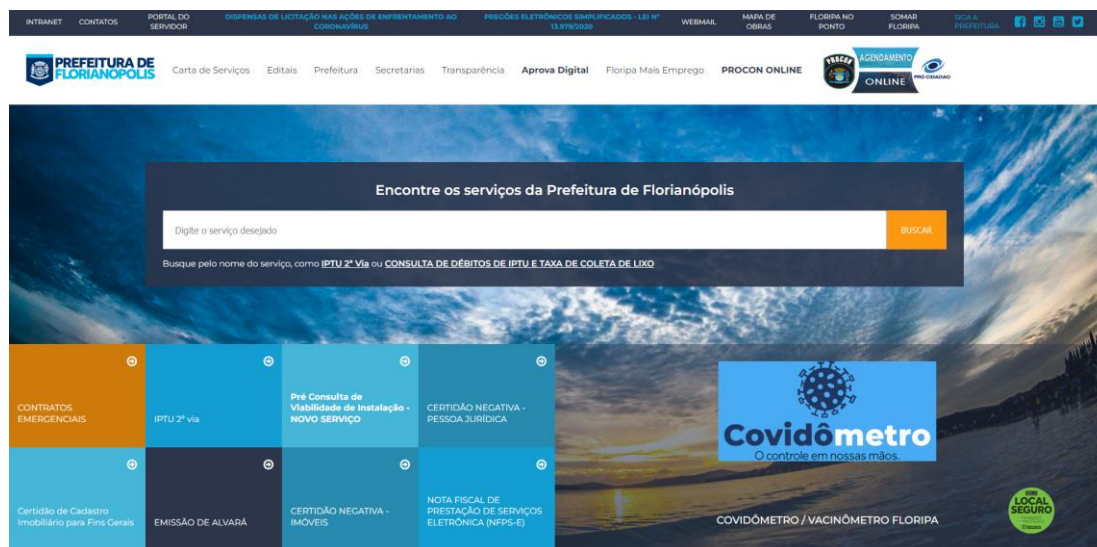 INTRANET
CONTATOS
PORTAL DO
SERVIDOR
DISPENSAS DE LICITAÇÃO NAS AÇÕES DE ENFRENTAMENTO AO
CORONAVÍRUS
PREGÕES ELETRÔNICOS SIMPLIFICADOS - LEI Nº
13.979/2020
WEBMAIL
MAPA DE
OBRAS
FLORIPA NO
PONTO
SOMAR
FLORIPA
SIGA A
PREFEITURA
PREFEITURA DE
FLORIANÓPOLIS
Carta de Serviços
Editais
Prefeitura
Secretarias
Transparência
Aprova Digital
Floripa Mais Emprego
PROCON ONLINE
PROCON
AGENDAMENTO
ONLINE
PRÓ CIDADÃO
Encontre os serviços da Prefeitura de Florianópolis
Digite o serviço desejado
BUSCAR
Busque pelo nome do serviço, como IPTU 2ª Via ou CONSULTA DE DÉBITOS DE IPTU E TAXA DE COLETA DE LIXO
CONTRATOS
EMERGENCIAIS
IPTU 2ª via
Pré Consulta de
Viabilidade de Instalação -
NOVO SERVIÇO
CERTIDÃO NEGATIVA -
PESSOA JURÍDICA
Certidão de Cadastro
Imobiliário para Fins Gerais
EMISSÃO DE ALVARÁ
CERTIDÃO NEGATIVA -
IMÓVEIS
NOTA FISCAL DE
PRESTAÇÃO DE SERVIÇOS
ELETRÔNICA (NFPS-E)
Covidômetro
O controle em nossas mãos.
COVIDÔMETRO / VACINÔMETRO FLORIPA
LOCAL
SEGURO